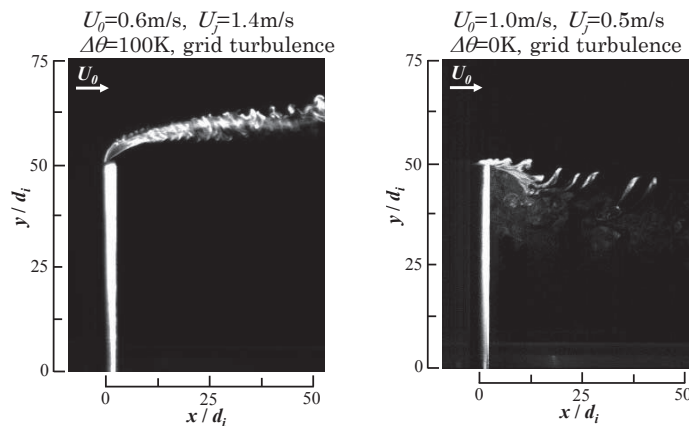 U₀=0.6m/s, Uⱼ=1.4m/s
Δθ=100K, grid turbulence
U₀
75
50
25
0
y / dᵢ
0
25
50
x / dᵢ
U₀=1.0m/s, Uⱼ=0.5m/s
Δθ=0K, grid turbulence
U₀
75
50
25
0
y / dᵢ
0
25
50
x / dᵢ